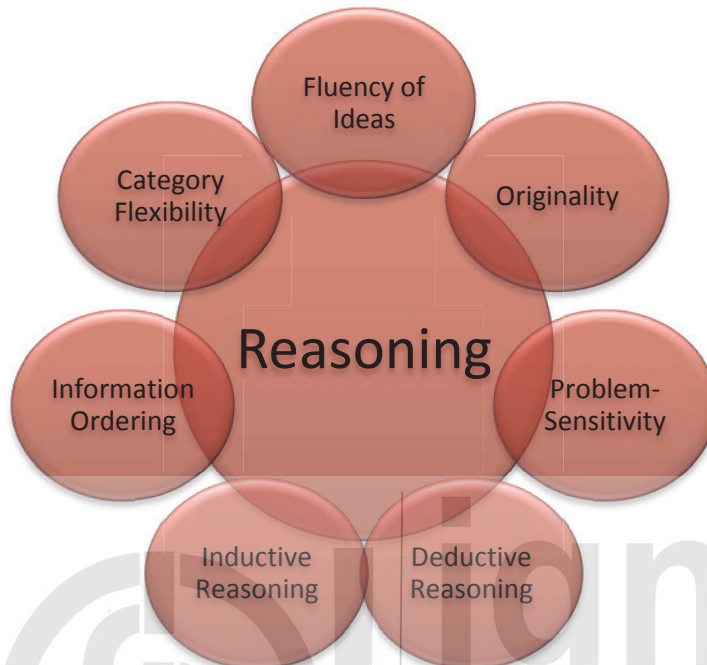 Fluency of
Ideas
Originality
Problem-
Sensitivity
Deductive
Reasoning
Inductive
Reasoning
Information
Ordering
Category
Flexibility
Reasoning